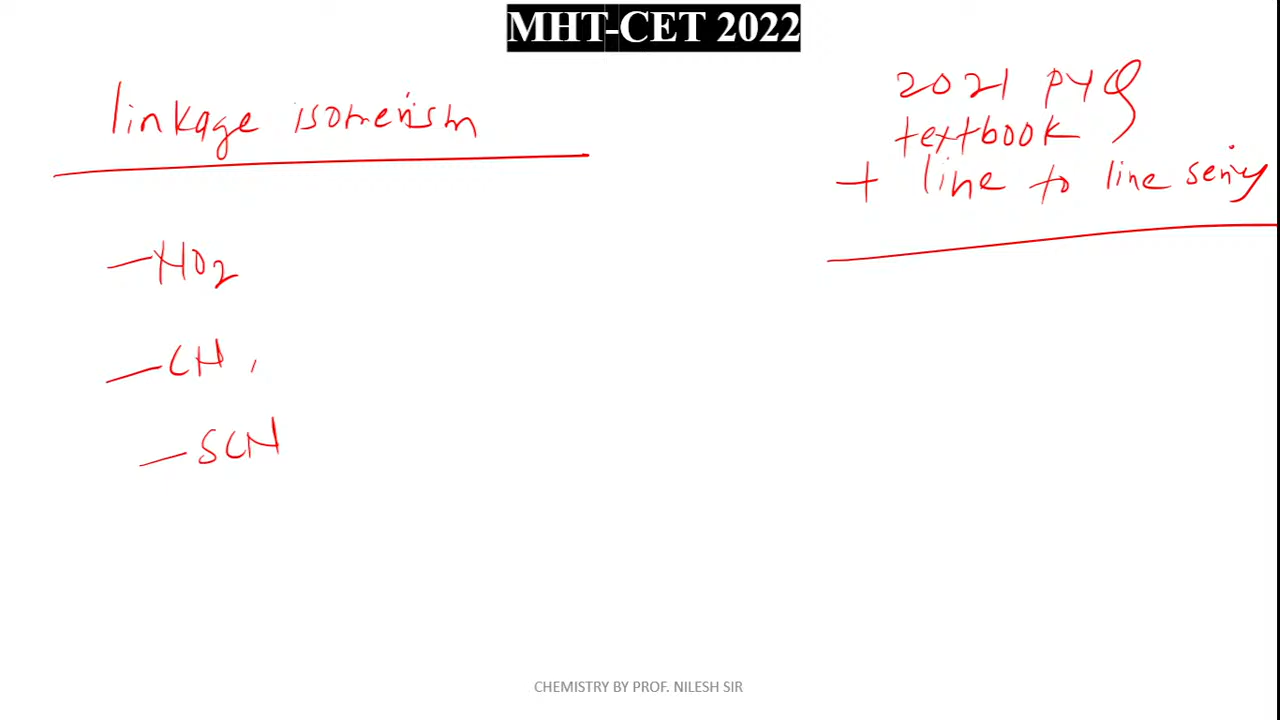 MHT-CET 2022
linkage isomerism
2021 PYQ
textbook
+ line to line series
—NO2
—CN,
—SCN
CHEMISTRY BY PROF. NILESH SIR